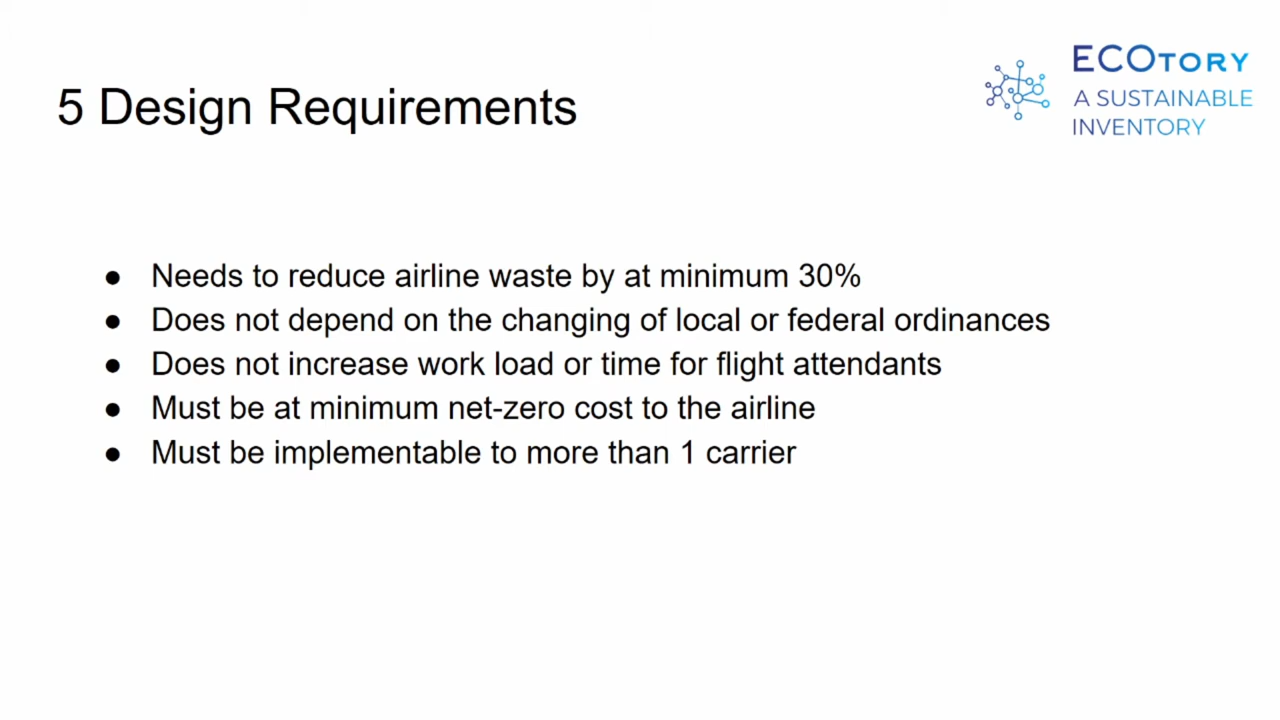 5 Design Requirements
ECOTORY
A SUSTAINABLE
INVENTORY
● Needs to reduce airline waste by at minimum 30%
● Does not depend on the changing of local or federal ordinances
● Does not increase work load or time for flight attendants
● Must be at minimum net-zero cost to the airline
● Must be implementable to more than 1 carrier